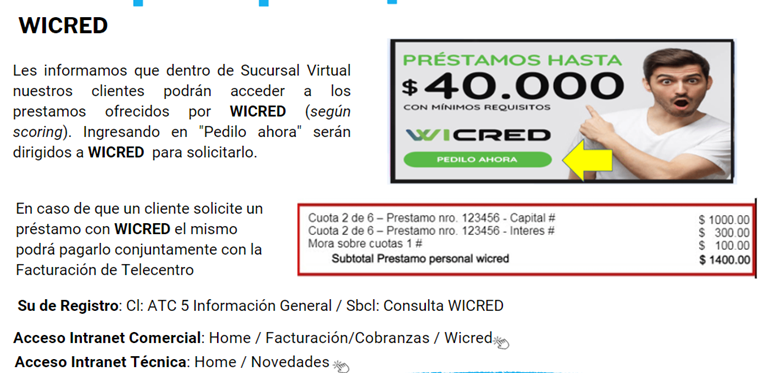 WICRED
Les informamos que dentro de Sucursal Virtual
nuestros clientes podrán acceder a los
prestamos ofrecidos por WICRED (según
scoring). Ingresando en "Pedilo ahora" serán
dirigidos a WICRED para solicitarlo.
PRÉSTAMOS HASTA
$40.000
CON MÍNIMOS REQUISITOS
WICRED
PEDILO AHORA
En caso de que un cliente solicite un
préstamo con WICRED el mismo
podrá pagarlo conjuntamente con la
Facturación de Telecentro
Cuota 2 de 6 – Prestamo nro. 123456 - Capital # $ 1000.00
Cuota 2 de 6 – Prestamo nro. 123456 - Interes # $ 300.00
Mora sobre cuotas 1 # $ 100.00
Subtotal Prestamo personal wicred $ 1400.00
Su de Registro: Cl: ATC 5 Información General / Sbcl: Consulta WICRED
Acceso Intranet Comercial: Home / Facturación/Cobranzas / Wicred
Acceso Intranet Técnica: Home / Novedades